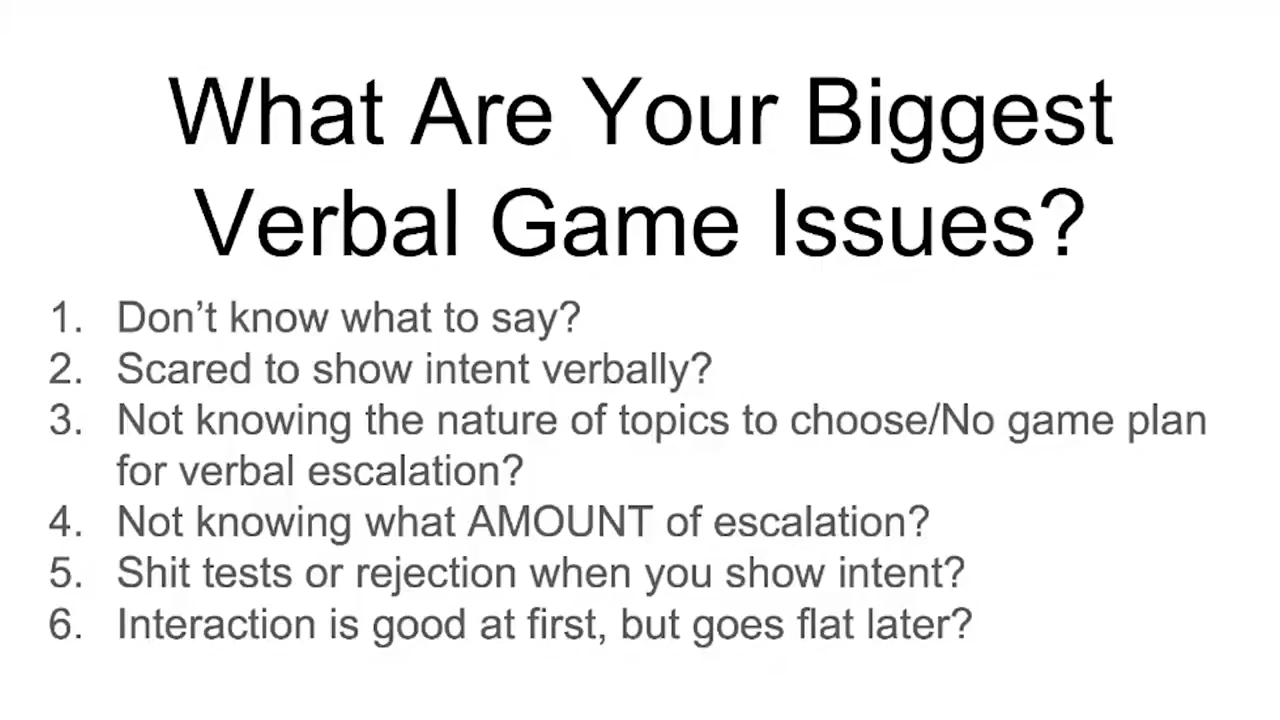 What Are Your Biggest
Verbal Game Issues?
1. Don’t know what to say?
2. Scared to show intent verbally?
3. Not knowing the nature of topics to choose/No game plan
for verbal escalation?
4. Not knowing what AMOUNT of escalation?
5. Shit tests or rejection when you show intent?
6. Interaction is good at first, but goes flat later?